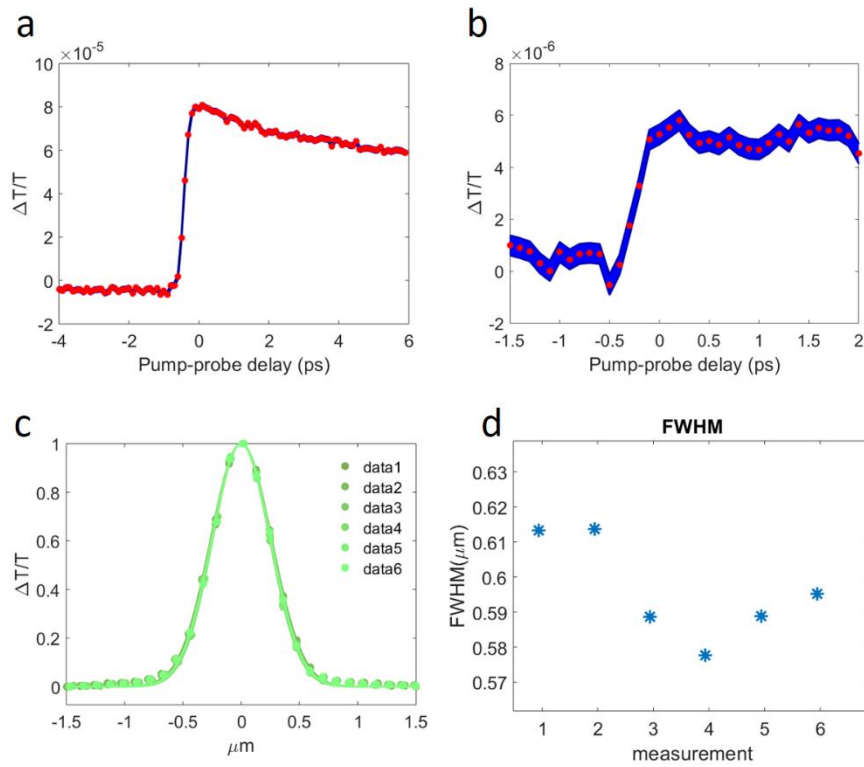 a
×10⁻⁵
10
8
6
4
2
0
-2
-4
-2
0
2
4
6
ΔT/T
Pump-probe delay (ps)
b
×10⁻⁶
8
6
4
2
0
-2
-1.5
-1
-0.5
0
0.5
1
1.5
2
ΔT/T
Pump-probe delay (ps)
c
1
0.8
0.6
0.4
0.2
0
-1.5
-1
-0.5
0
0.5
1
1.5
ΔT/T
μm
data1
data2
data3
data4
data5
data6
d
FWHM
0.63
0.62
0.61
0.6
0.59
0.58
0.57
1
2
3
4
5
6
FWHM(μm)
measurement